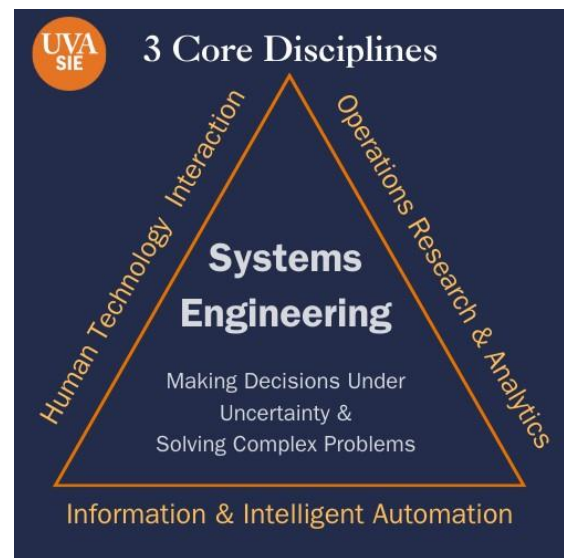 UVA
SIE
3 Core Disciplines
Human Technology Interaction
Operations Research & Analytics
Systems
Engineering
Making Decisions Under
Uncertainty &
Solving Complex Problems
Information & Intelligent Automation